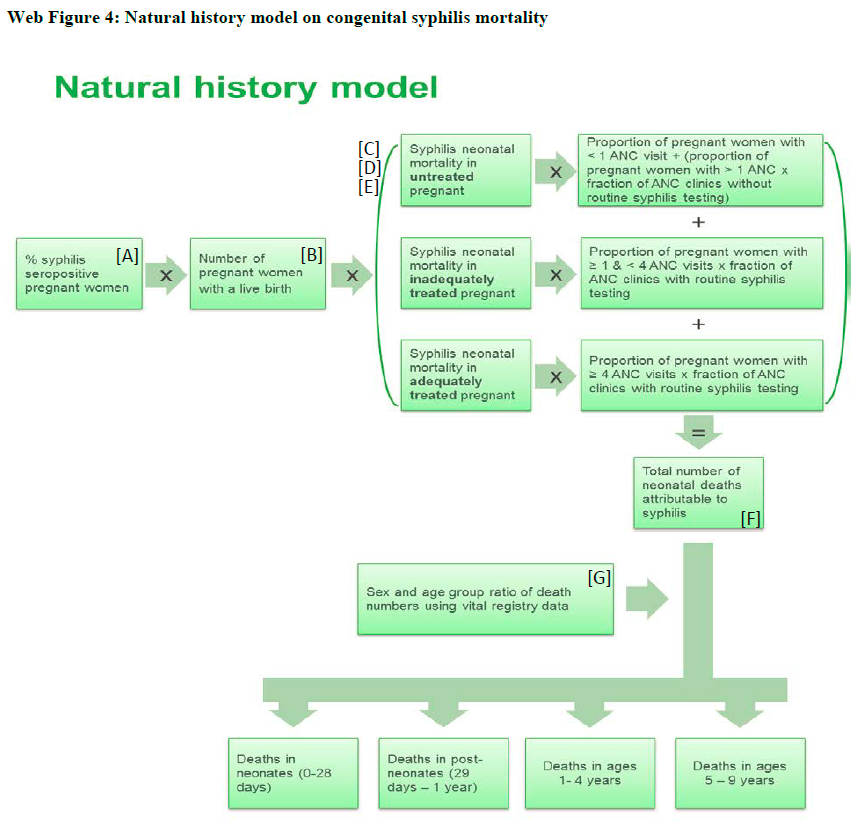 Web Figure 4: Natural history model on congenital syphilis mortality
Natural history model
% syphilis
seropositive
pregnant women
[A]
x
Number of
pregnant women
with a live birth
[B]
x
[C]
[D]
[E]
Syphilis neonatal
mortality in
untreated
pregnant
x
Proportion of pregnant women with
< 1 ANC visit + (proportion of
pregnant women with > 1 ANC x
fraction of ANC clinics without
routine syphilis testing)
+
Syphilis neonatal
mortality in
inadequately
treated pregnant
x
Proportion of pregnant women with
≥ 1 & < 4 ANC visits x fraction of
ANC clinics with routine syphilis
testing
+
Syphilis neonatal
mortality in
adequately
treated pregnant
x
Proportion of pregnant women with
≥ 4 ANC visits x fraction of ANC
clinics with routine syphilis testing
=
Total number of
neonatal deaths
attributable to
syphilis
[F]
Sex and age group ratio of death
numbers using vital registry data
[G]
Deaths in
neonates (0-28
days)
Deaths in post-
neonates (29
days – 1 year)
Deaths in ages
1- 4 years
Deaths in ages
5 – 9 years